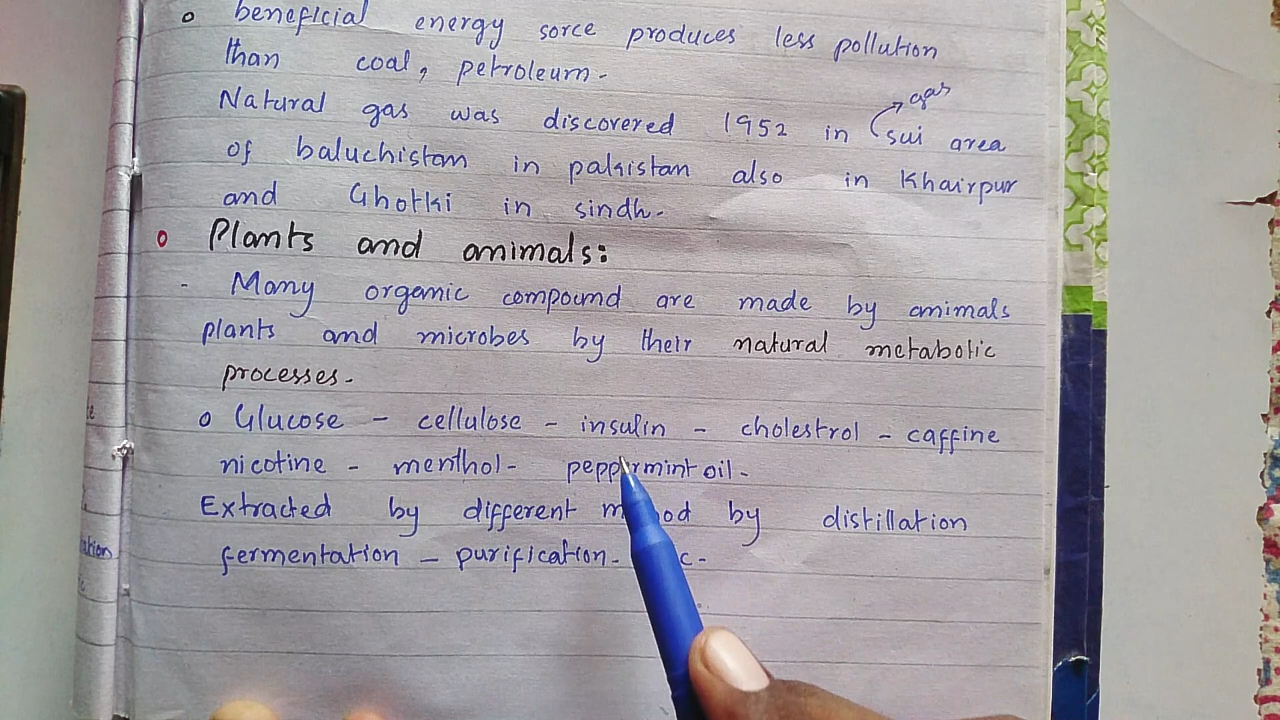 o beneficial energy sorce produces less pollution
than coal, petroleum.
gas
Natural gas was discovered 1952 in sui area
of baluchistan in pakistan also in Khairpur
and Ghotki in sindh.
o Plants and animals:
- Many organic compound are made by animals
plants and microbes by their natural metabolic
processes.
o Glucose - cellulose - insulin - cholestrol - caffine
nicotine - menthol - peppermint oil -
Extracted by different method by distillation
fermentation - purification.